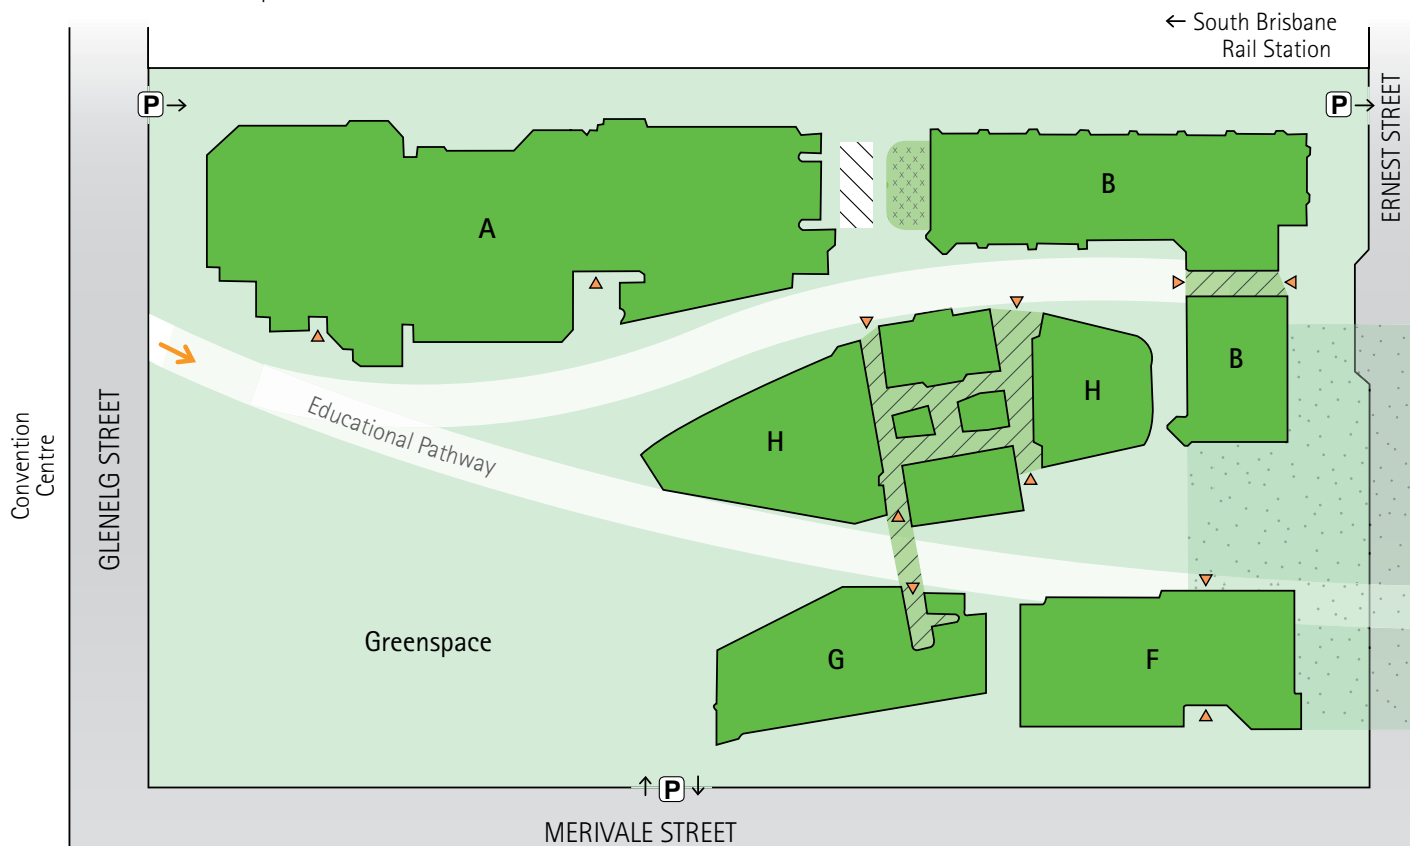 ← South Brisbane
Rail Station
P →
P →
ERNEST STREET
A
B
B
H
H
Educational Pathway
Convention
Centre
GLENELG STREET
Greenspace
G
F
↑ P ↓
MERIVALE STREET